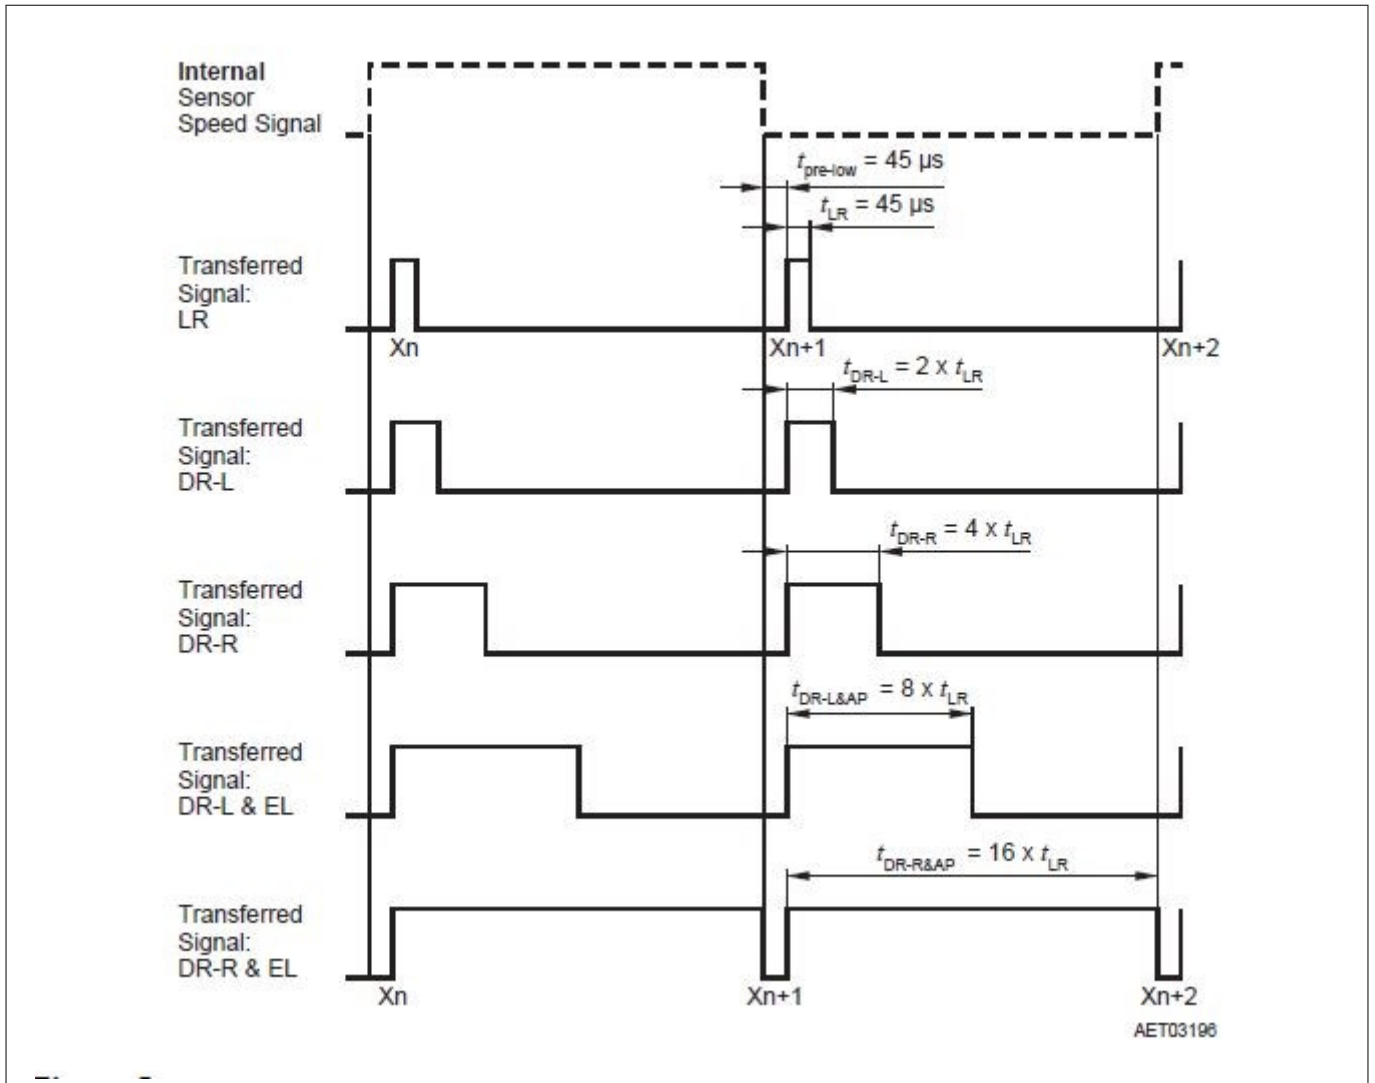 Internal
Sensor
Speed Signal
tpre-low = 45 µs
tLR = 45 µs
Transferred
Signal:
LR
Xn
Xn+1
Xn+2
tDR-L = 2 x tLR
Transferred
Signal:
DR-L
tDR-R = 4 x tLR
Transferred
Signal:
DR-R
tDR-L&AP = 8 x tLR
Transferred
Signal:
DR-L & EL
tDR-R&AP = 16 x tLR
Transferred
Signal:
DR-R & EL
Xn
Xn+1
Xn+2
AET03196